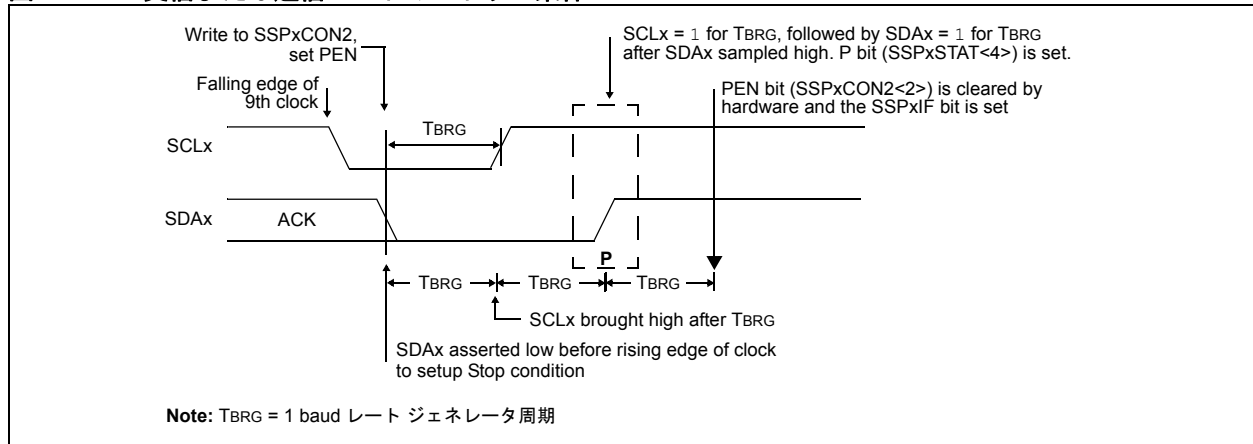 Write to SSPxCON2,
set PEN
SCLx = 1 for TBRG, followed by SDAx = 1 for TBRG
after SDAx sampled high. P bit (SSPxSTAT<4>) is set.
Falling edge of
9th clock
PEN bit (SSPxCON2<2>) is cleared by
hardware and the SSPxIF bit is set
TBRG
SCLx
SDAx
ACK
P
TBRG
TBRG
TBRG
SCLx brought high after TBRG
SDAx asserted low before rising edge of clock
to setup Stop condition
Note: TBRG = 1 baud レート ジェネレータ周期